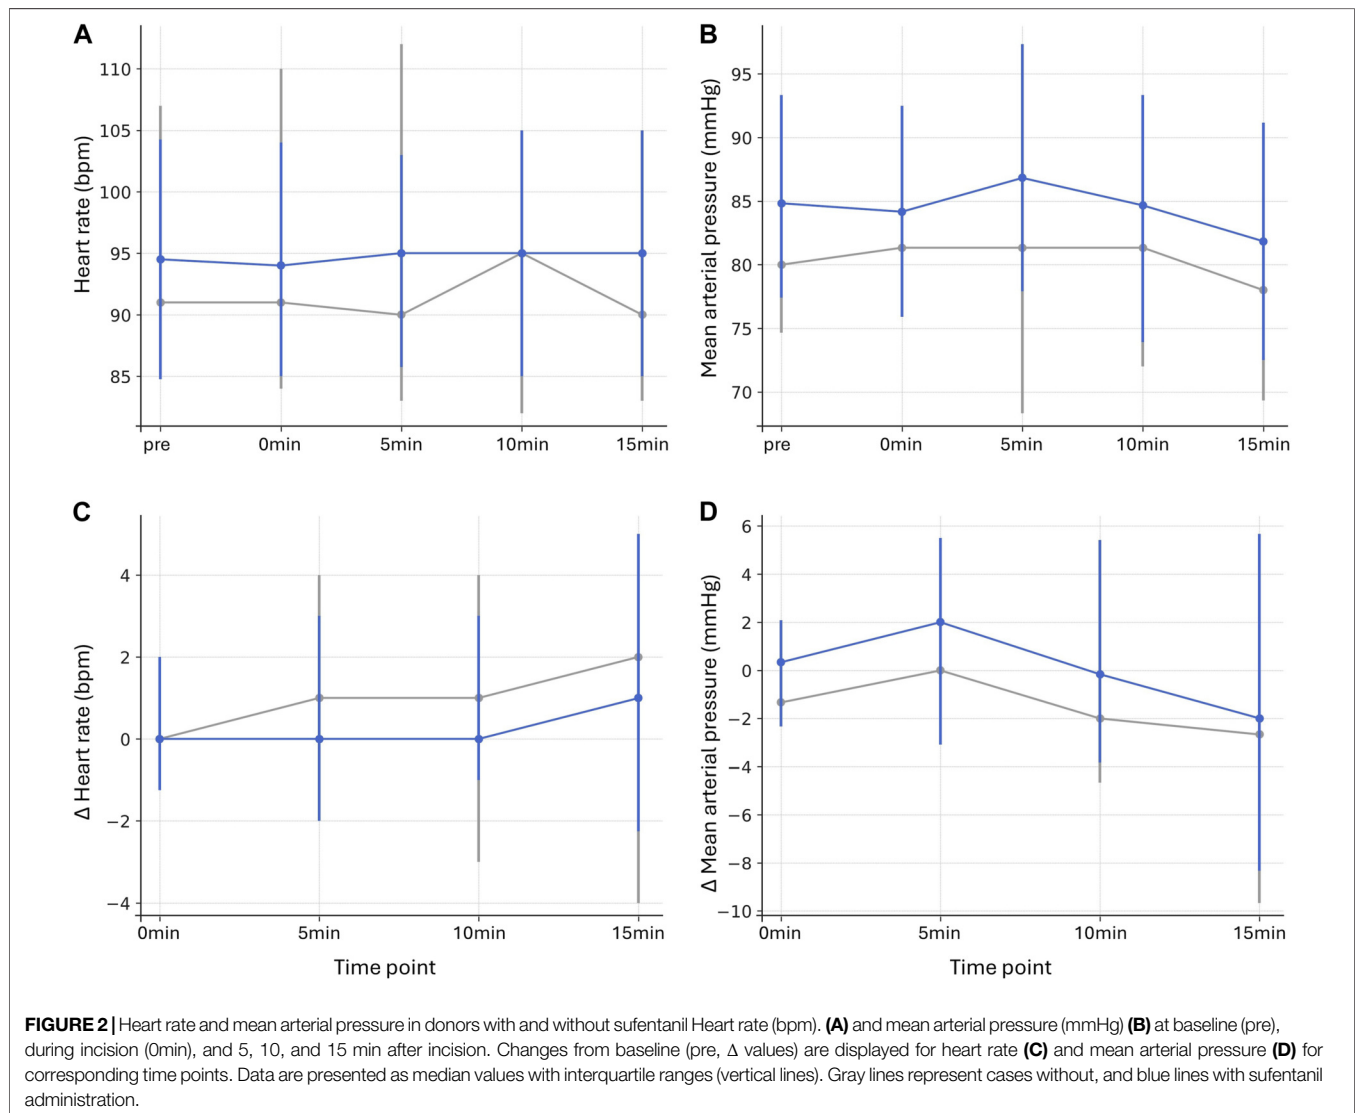 A
Heart rate (bpm)
110
105
100
95
90
85
pre 0min 5min 10min 15min
B
Mean arterial pressure (mmHg)
95
90
85
80
75
70
pre 0min 5min 10min 15min
C
Δ Heart rate (bpm)
4
2
0
−2
−4
0min 5min 10min 15min
Time point
D
Δ Mean arterial pressure (mmHg)
6
4
2
0
−2
−4
−6
−8
−10
0min 5min 10min 15min
Time point
FIGURE 2 | Heart rate and mean arterial pressure in donors with and without sufentanil Heart rate (bpm). (A) and mean arterial pressure (mmHg) (B) at baseline (pre),
during incision (0min), and 5, 10, and 15 min after incision. Changes from baseline (pre, Δ values) are displayed for heart rate (C) and mean arterial pressure (D) for
corresponding time points. Data are presented as median values with interquartile ranges (vertical lines). Gray lines represent cases without, and blue lines with sufentanil
administration.